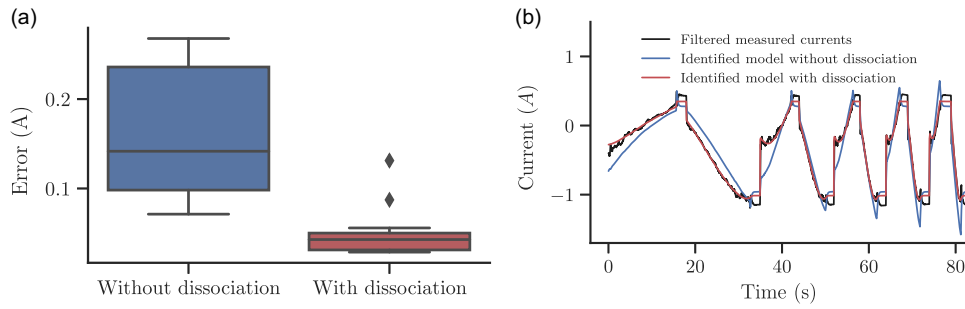 (a)
0.2
0.1
Error (A)
Without dissociation
With dissociation
(b)
Filtered measured currents
Identified model without dissociation
Identified model with dissociation
1
0
−1
Current (A)
0
20
40
60
80
Time (s)